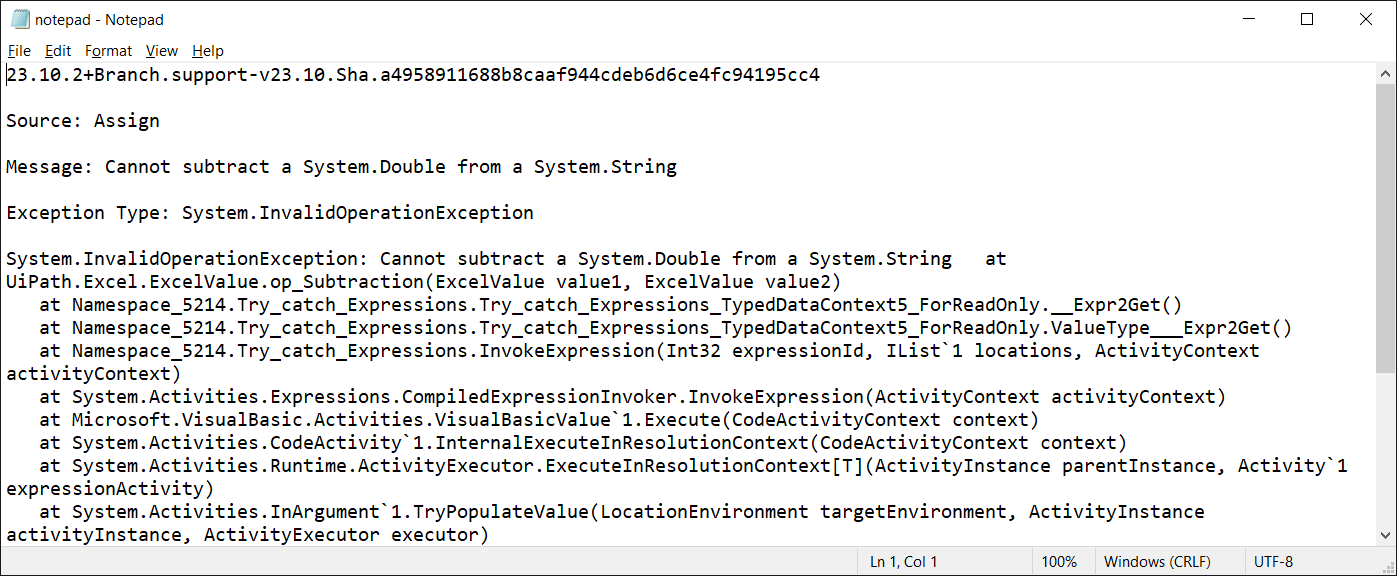 notepad - Notepad
File Edit Format View Help
23.10.2+Branch.support-v23.10.Sha.a4958911688b8caaf944cdeb6d6ce4fc94195cc4
Source: Assign
Message: Cannot subtract a System.Double from a System.String
Exception Type: System.InvalidOperationException
System.InvalidOperationException: Cannot subtract a System.Double from a System.String   at
UiPath.Excel.ExcelValue.op_Subtraction(ExcelValue value1, ExcelValue value2)
   at Namespace_5214.Try_catch_Expressions.Try_catch_Expressions_TypedDataContext5_ForReadOnly.__Expr2Get()
   at Namespace_5214.Try_catch_Expressions.Try_catch_Expressions_TypedDataContext5_ForReadOnly.ValueType___Expr2Get()
   at Namespace_5214.Try_catch_Expressions.InvokeExpression(Int32 expressionId, IList`1 locations, ActivityContext
activityContext)
   at System.Activities.Expressions.CompiledExpressionInvoker.InvokeExpression(ActivityContext activityContext)
   at Microsoft.VisualBasic.Activities.VisualBasicValue`1.Execute(CodeActivityContext context)
   at System.Activities.CodeActivity`1.InternalExecuteInResolutionContext(CodeActivityContext context)
   at System.Activities.Runtime.ActivityExecutor.ExecuteInResolutionContext[T](ActivityInstance parentInstance, Activity`1
expressionActivity)
   at System.Activities.InArgument`1.TryPopulateValue(LocationEnvironment targetEnvironment, ActivityInstance
activityInstance, ActivityExecutor executor)
Ln 1, Col 1 100% Windows (CRLF) UTF-8